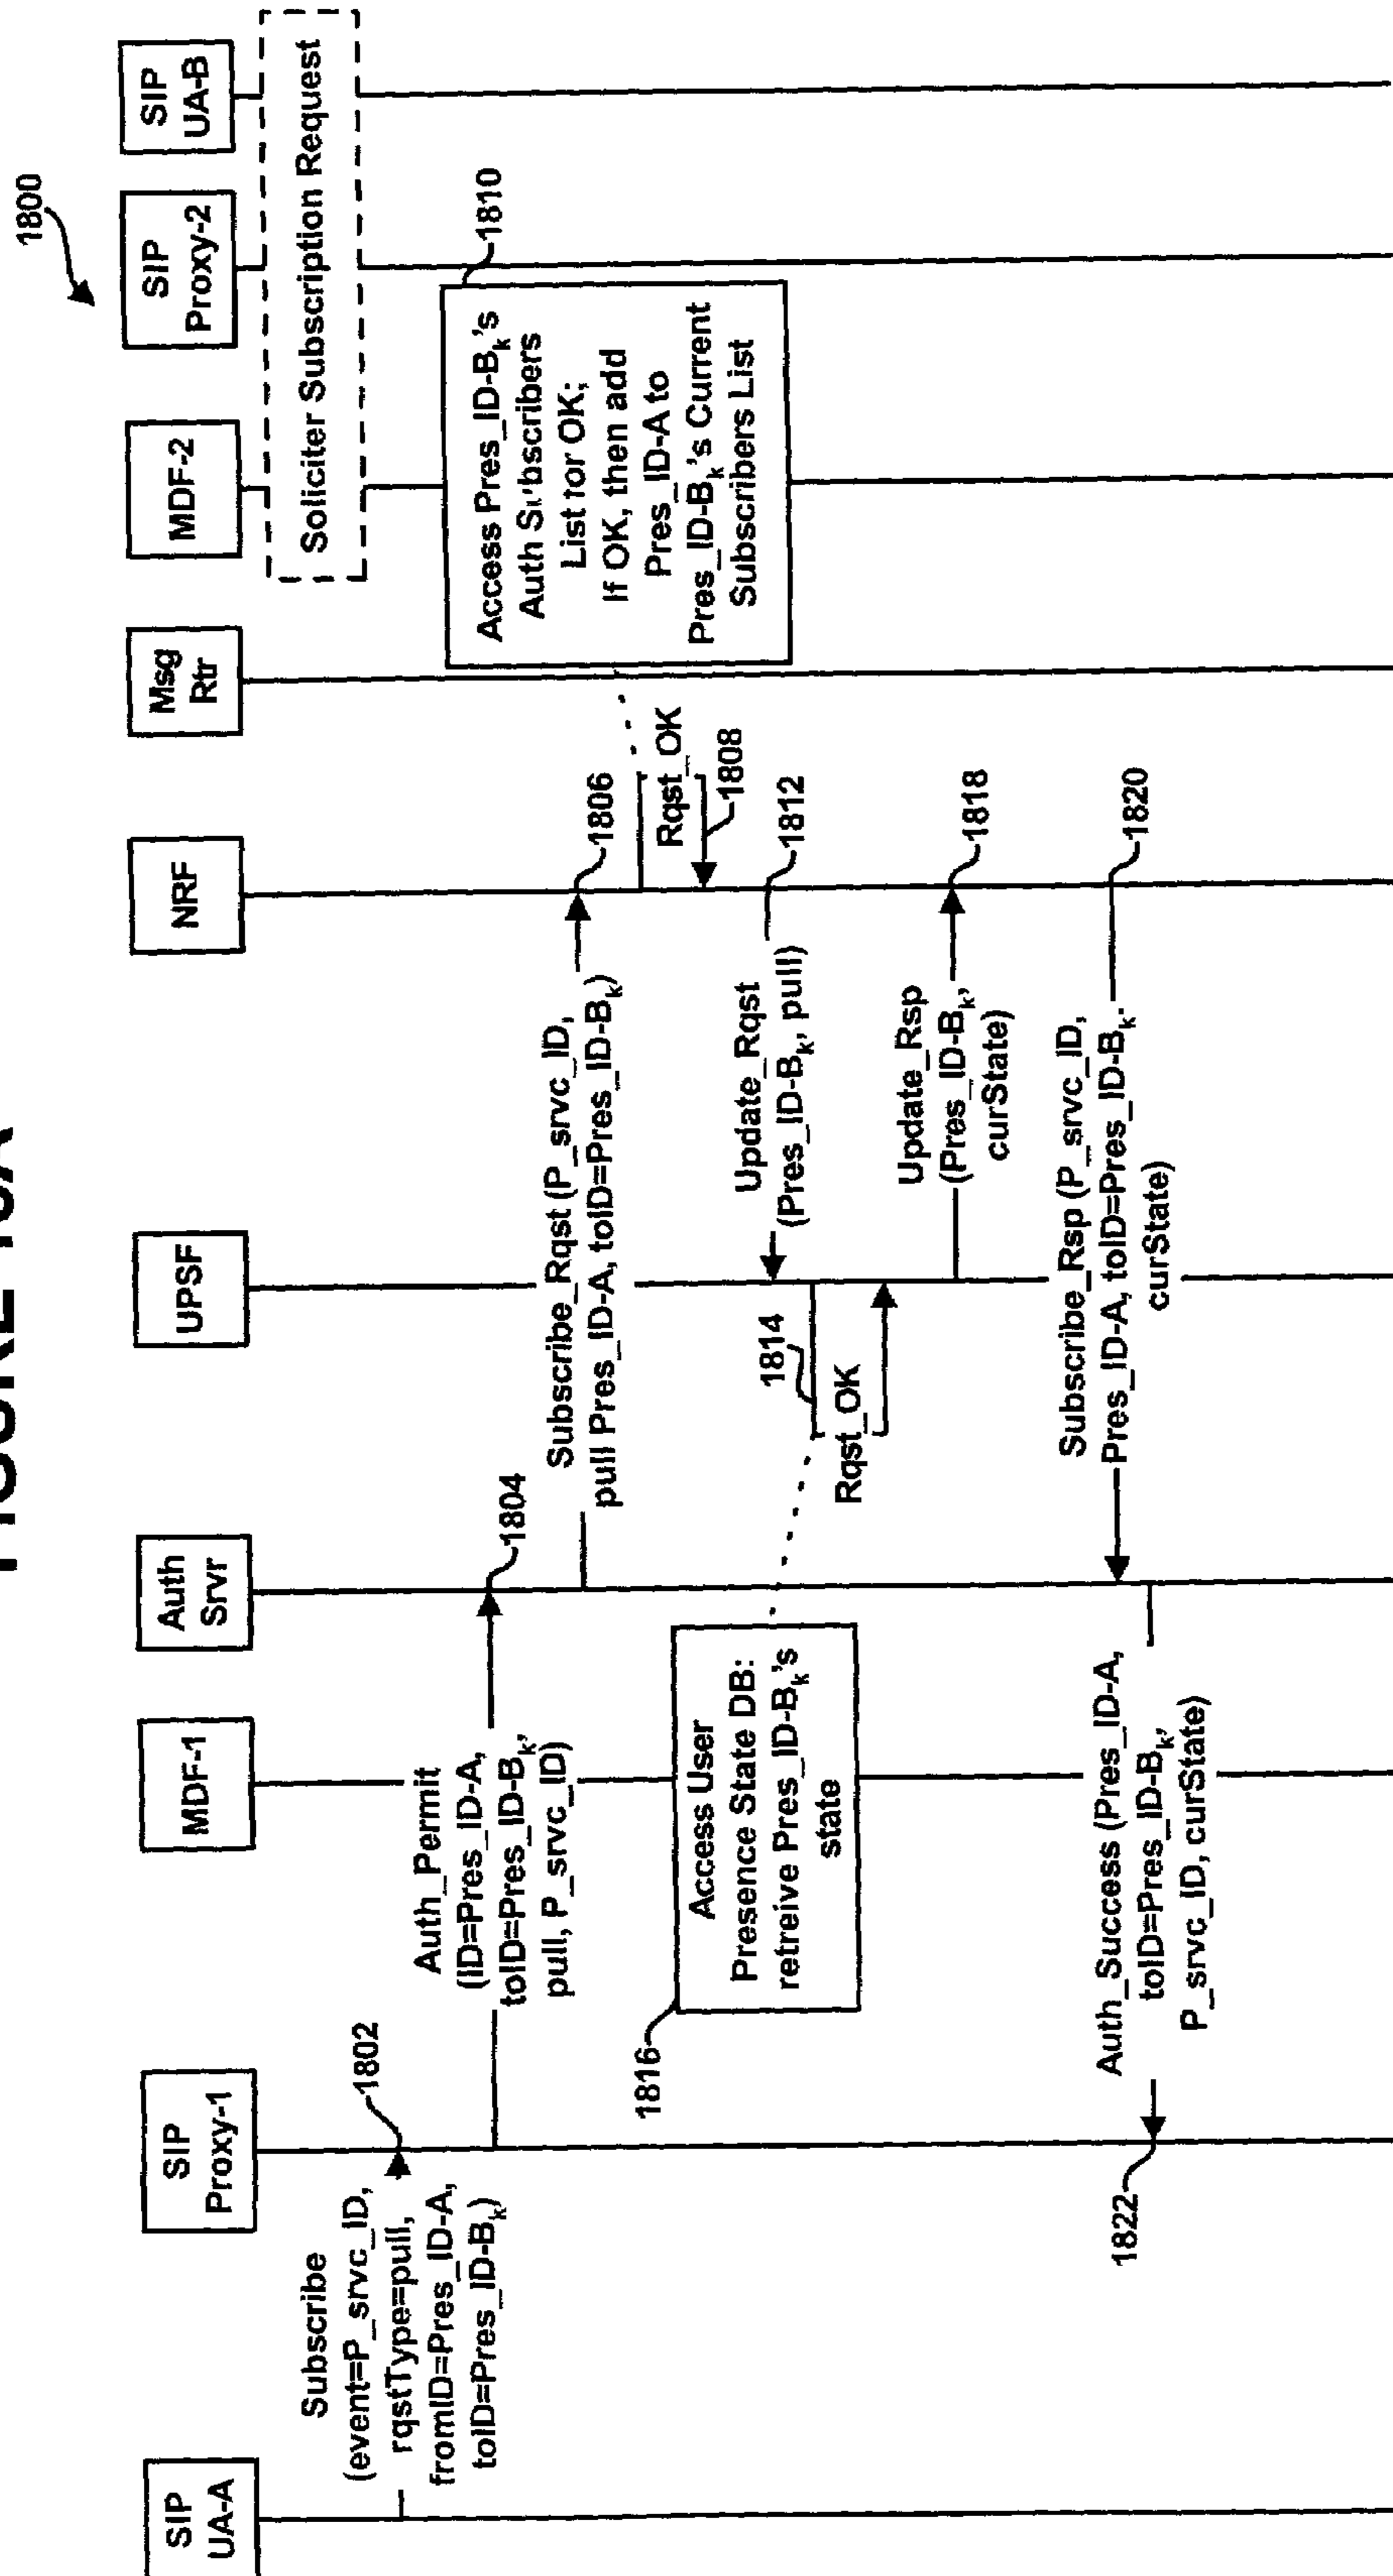 1800
SIP
UA-A
SIP
Proxy-1
MDF-1
Auth
Srvr
UPSF
NRF
Msg
Rtr
MDF-2
SIP
Proxy-2
SIP
UA-B
Soliciter Subscription Request
Subscribe
(event=P_srvc_ID,
rqstType=pull,
fromID=Pres_ID-A,
toID=Pres_ID-Bk)
1802
Auth_Permit
(ID=Pres_ID-A,
toID=Pres_ID-Bk,
pull, P_srvc_ID)
1804
Subscribe_Rqst (P_srvc_ID,
pull Pres_ID-A, toID=Pres_ID-Bk)
1806
Rqst_OK
1808
Access Pres_ID-Bk's
Auth Subscribers
List for OK;
If OK, then add
Pres_ID-A to
Pres_ID-Bk's Current
Subscribers List
1810
Update_Rqst
(Pres_ID-Bk, pull)
1812
1814
Rqst_OK
Access User
Presence State DB:
retreive Pres_ID-Bk's
state
1816
Update_Rsp
(Pres_ID-Bk,
curState)
1818
Subscribe_Rsp (P_srvc_ID,
Pres_ID-A, toID=Pres_ID-Bk.
curState)
1820
Auth_Success (Pres_ID-A,
toID=Pres_ID-Bk,
P_srvc_ID, curState)
1822